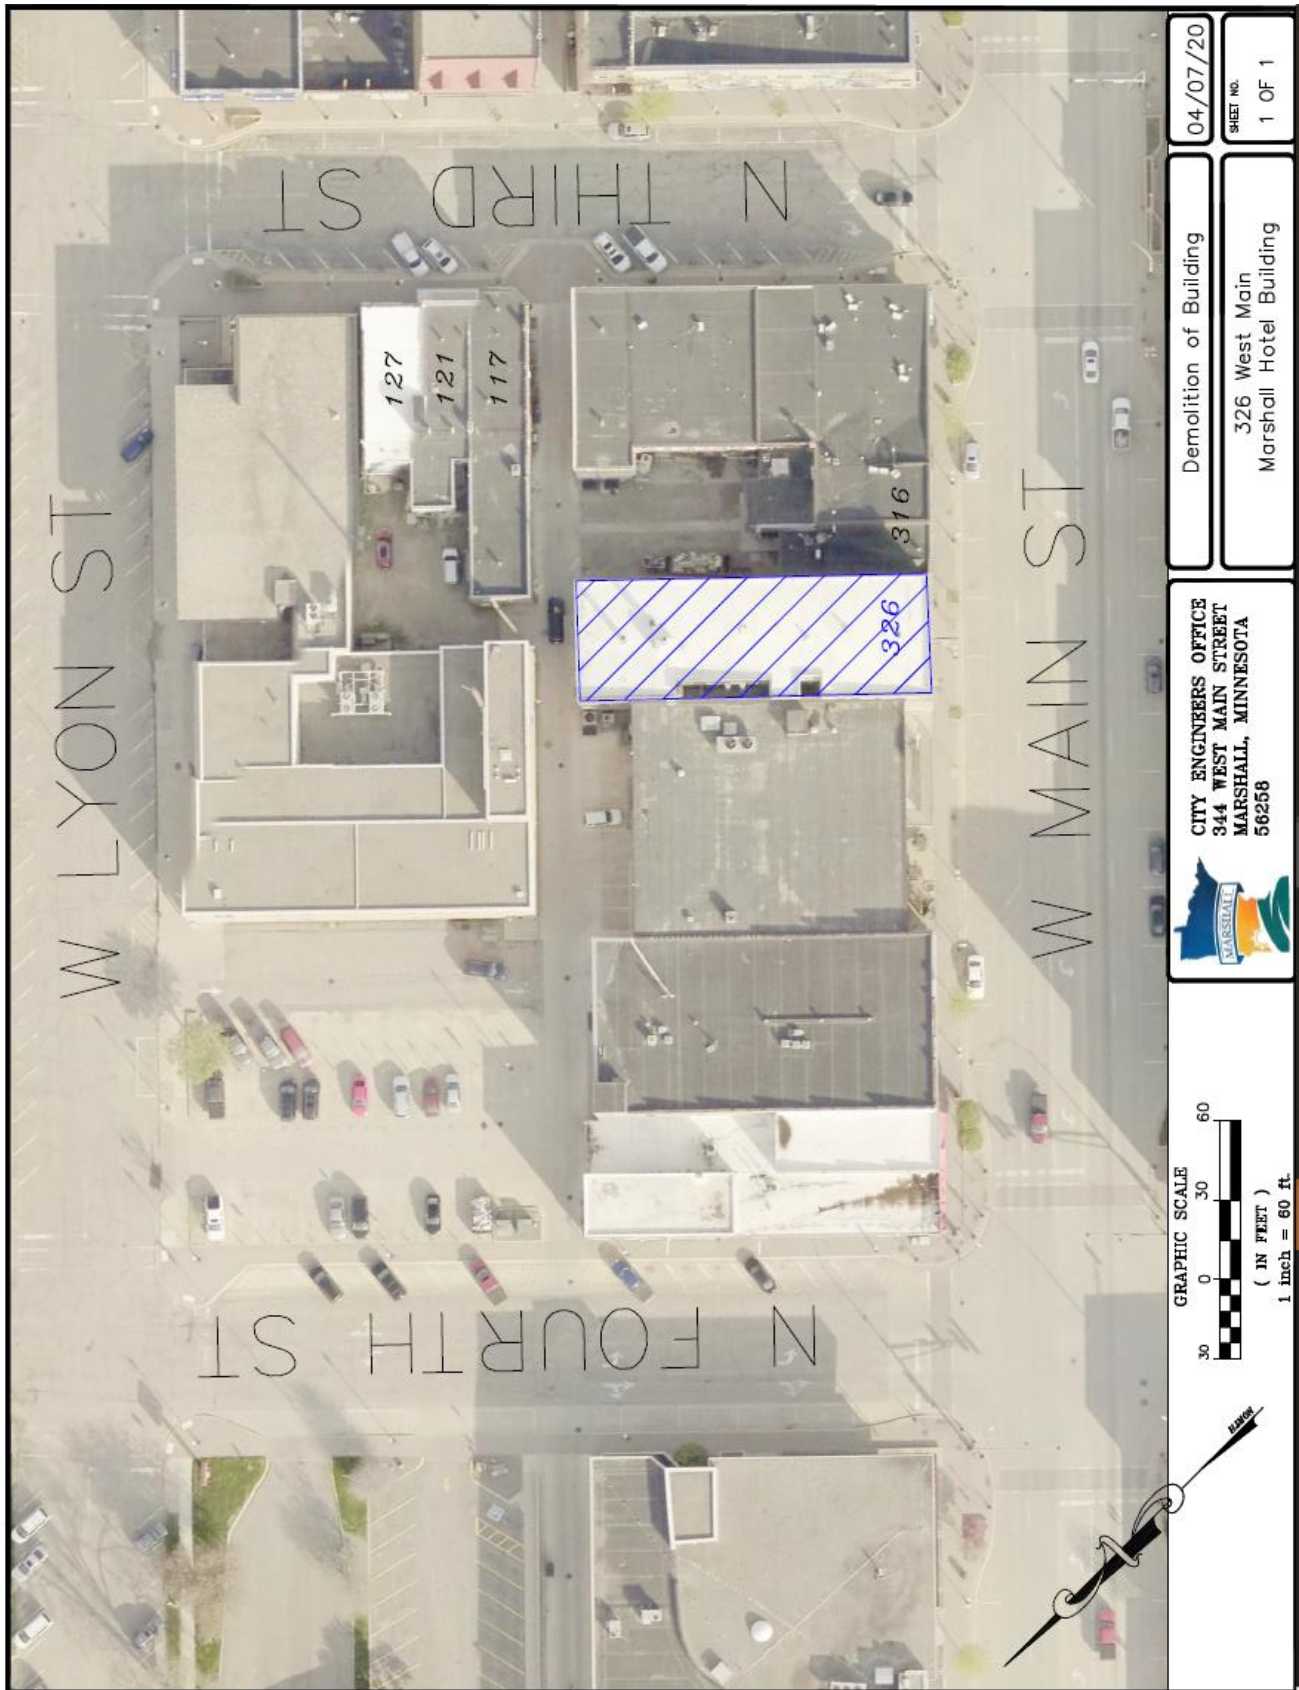 W LYON ST
N THIRD ST
N FOURTH ST
W MAIN ST
127
121
117
316
326
NORTH
GRAPHIC SCALE
30 0 30 60
( IN FEET )
1 inch = 60 ft.
MARSHALL
CITY ENGINEERS OFFICE
344 WEST MAIN STREET
MARSHALL, MINNESOTA
56258
Demolition of Building
326 West Main
Marshall Hotel Building
04/07/20
SHEET NO.
1 OF 1